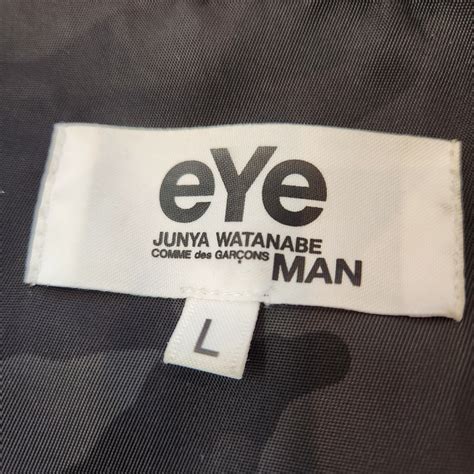 eYe
JUNYA WATANABE
COMME des GARÇONS
MAN
L